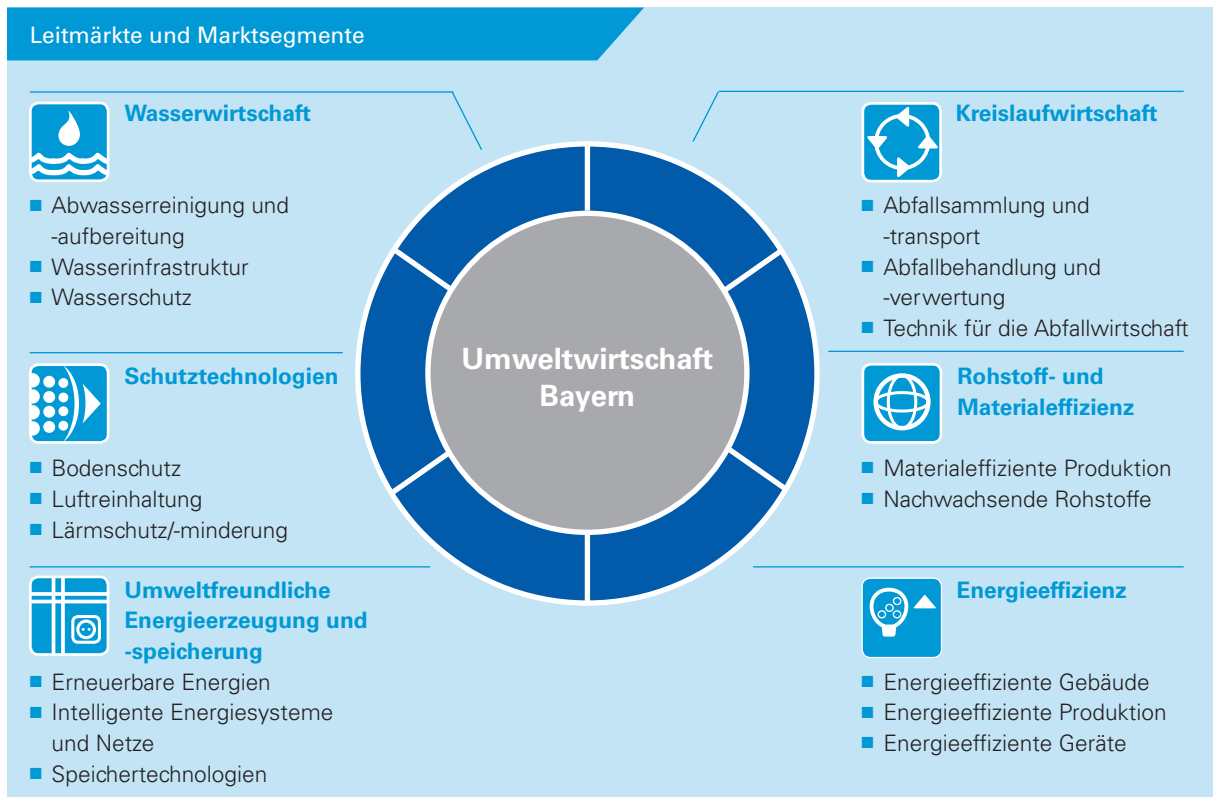 Leitmärkte und Marktsegmente
Wasserwirtschaft
■ Abwasserreinigung und
-aufbereitung
■ Wasserinfrastruktur
■ Wasserschutz
Schutztechnologien
■ Bodenschutz
■ Luftreinhaltung
■ Lärmschutz/-minderung
Umweltfreundliche
Energieerzeugung und
-speicherung
■ Erneuerbare Energien
■ Intelligente Energiesysteme
und Netze
■ Speichertechnologien
Umweltwirtschaft
Bayern
Kreislaufwirtschaft
■ Abfallsammlung und
-transport
■ Abfallbehandlung und
-verwertung
■ Technik für die Abfallwirtschaft
Rohstoff- und
Materialeffizienz
■ Materialeffiziente Produktion
■ Nachwachsende Rohstoffe
Energieeffizienz
■ Energieeffiziente Gebäude
■ Energieeffiziente Produktion
■ Energieeffiziente Geräte